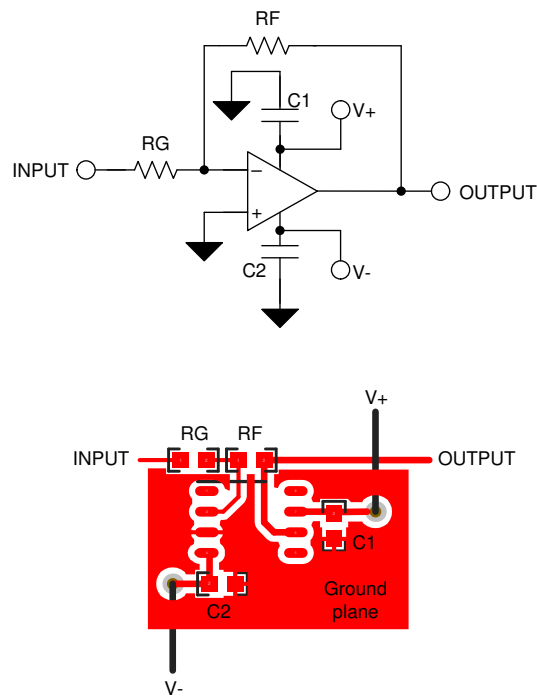 RF
C1
V+
RG
INPUT
−
+
OUTPUT
C2
V-
V+
RG
RF
INPUT
OUTPUT
C1
Ground
plane
C2
V-